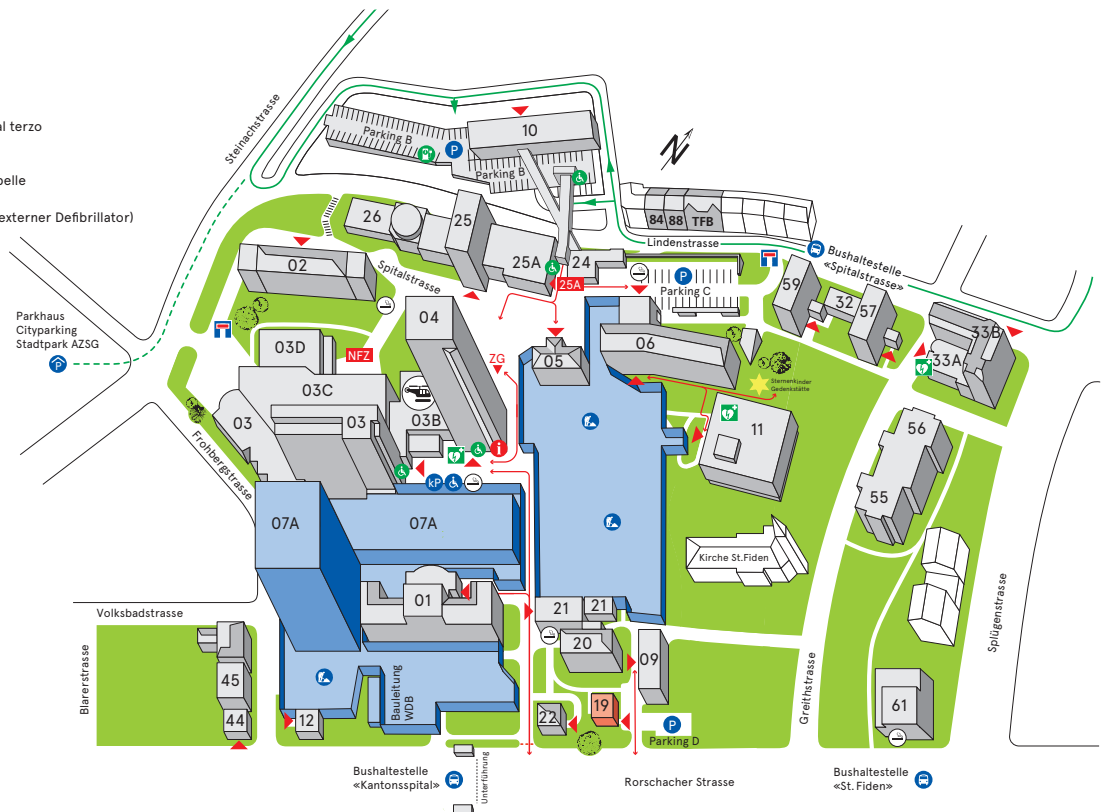 al terzo
pelle
externer Defibrillator)
Steinachstrasse
Parking B
P
10
Parking B
N
84 88 TFB
Lindenstrasse
Bushaltestelle
«Spitalstrasse»
26
25
25A
24
25A
P
Parking C
02
Spitalstrasse
59
32
57
33B
33A
Parkhaus
Cityparking
Stadtpark AZSG
P
04
03D
NFZ
03C
03
03
03B
ZG
05
06
Sternenkinder
Gedenkstätte
11
i
kP
Frohbergstrasse
56
55
07A
07A
Kirche St.Fiden
01
21
21
20
09
Volksbadstrasse
Blarerstrasse
45
44
12
Bauleitung
WDB
22
19
P
Parking D
61
Greithstrasse
Splügenstrasse
Bushaltestelle
«Kantonsspital»
Unterführung
Rorschacher Strasse
Bushaltestelle
«St. Fiden»